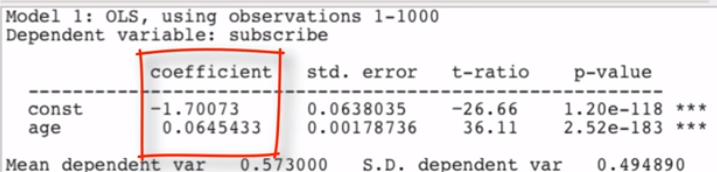 Model 1: OLS, using observations 1-1000
Dependent variable: subscribe
coefficient std. error t-ratio p-value
const -1.70073 0.0638035 -26.66 1.20e-118 ***
age 0.0645433 0.00178736 36.11 2.52e-183 ***
Mean dependent var 0.573000 S.D. dependent var 0.494890